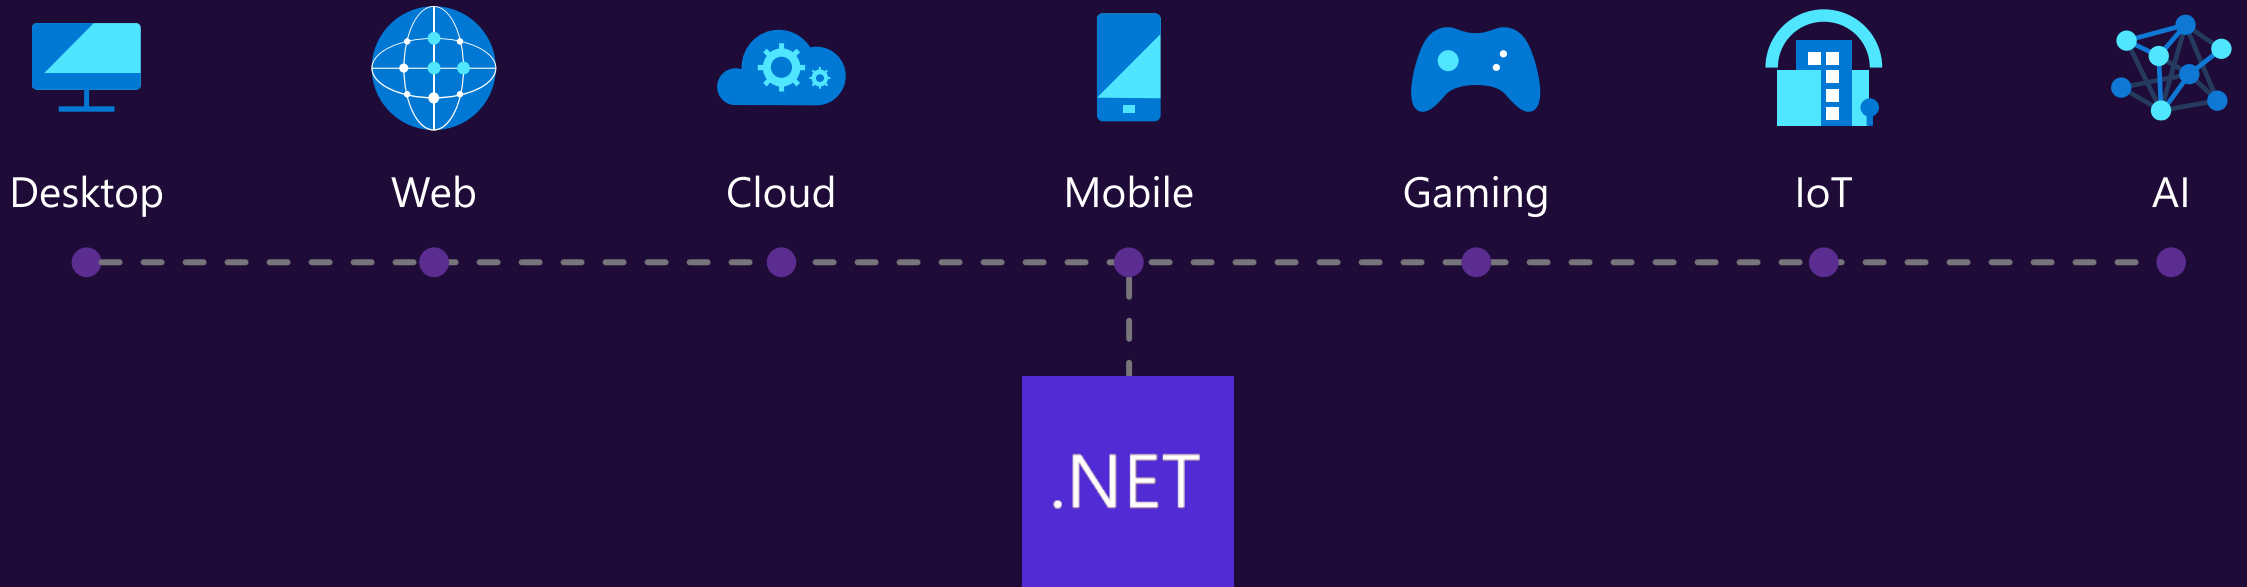 Desktop
Web
Cloud
Mobile
Gaming
IoT
AI
.NET